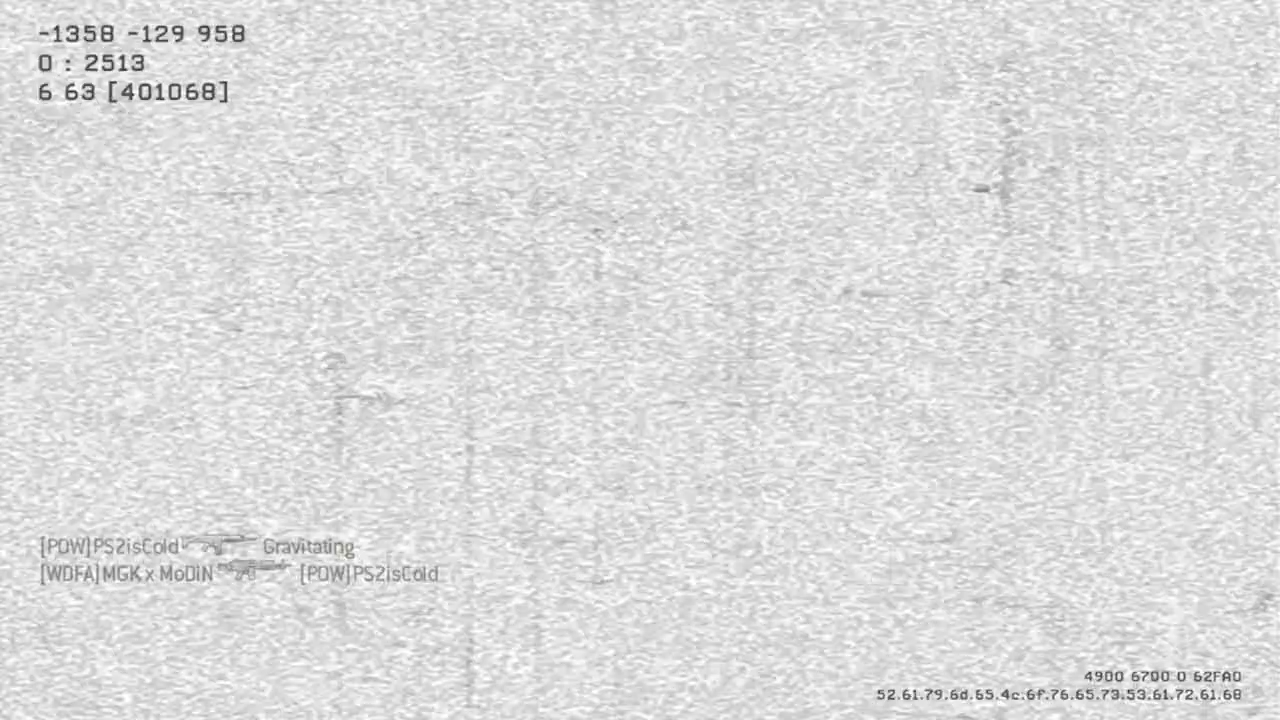 -1358 -129 958
0 : 2513
6 63 [401068]
[POW]PS2isCold Gravitating
[WDFA]MGK x MoDiN [POW]PS2isCold
4900 6700 0 62FA0
52.61.79.6d.65.4c.6f.76.65.73.53.61.72.61.68